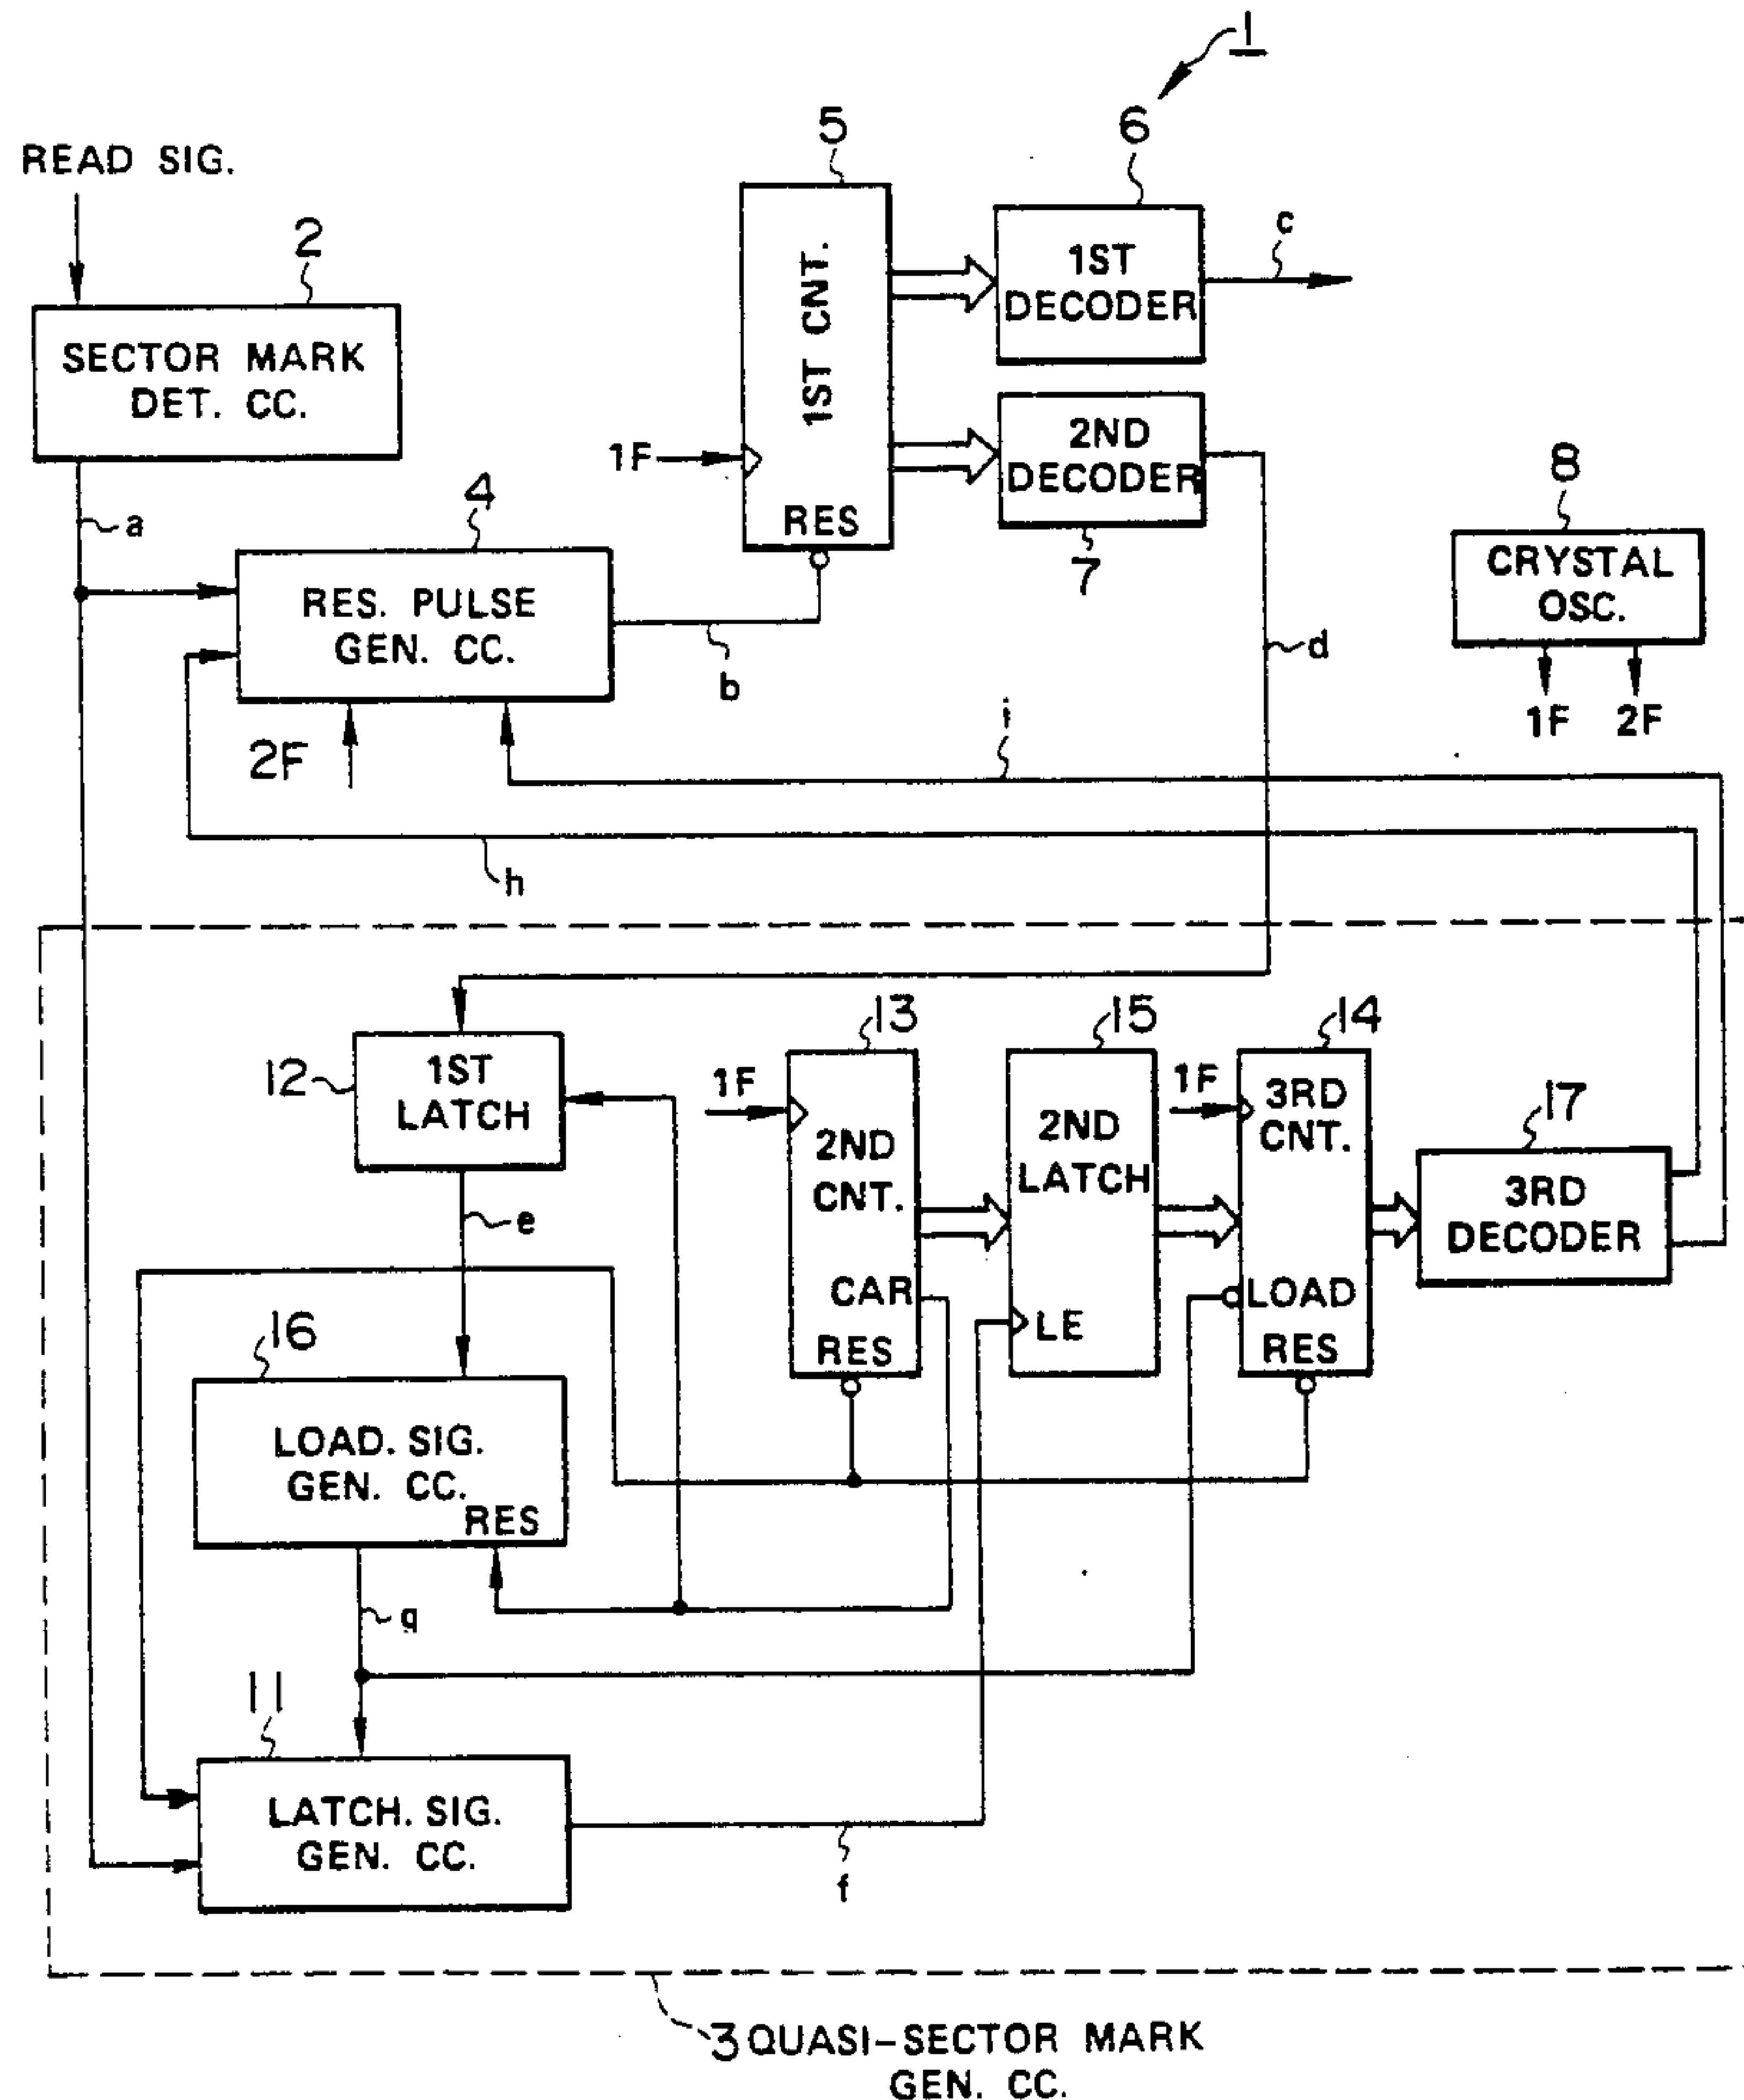 1
READ SIG.
2
SECTOR MARK
DET. CC.
a
4
RES. PULSE
GEN. CC.
b
2F
5
1ST CNT.
1F
RES
6
1ST
DECODER
c
2ND
DECODER
7
d
8
CRYSTAL
OSC.
1F 2F
i
h
12
1ST
LATCH
e
13
1F
2ND
CNT.
CAR
RES
15
2ND
LATCH
LE
14
1F
3RD
CNT.
LOAD
RES
17
3RD
DECODER
16
LOAD. SIG.
GEN. CC.
RES
g
11
LATCH. SIG.
GEN. CC.
f
3 QUASI-SECTOR MARK
GEN. CC.